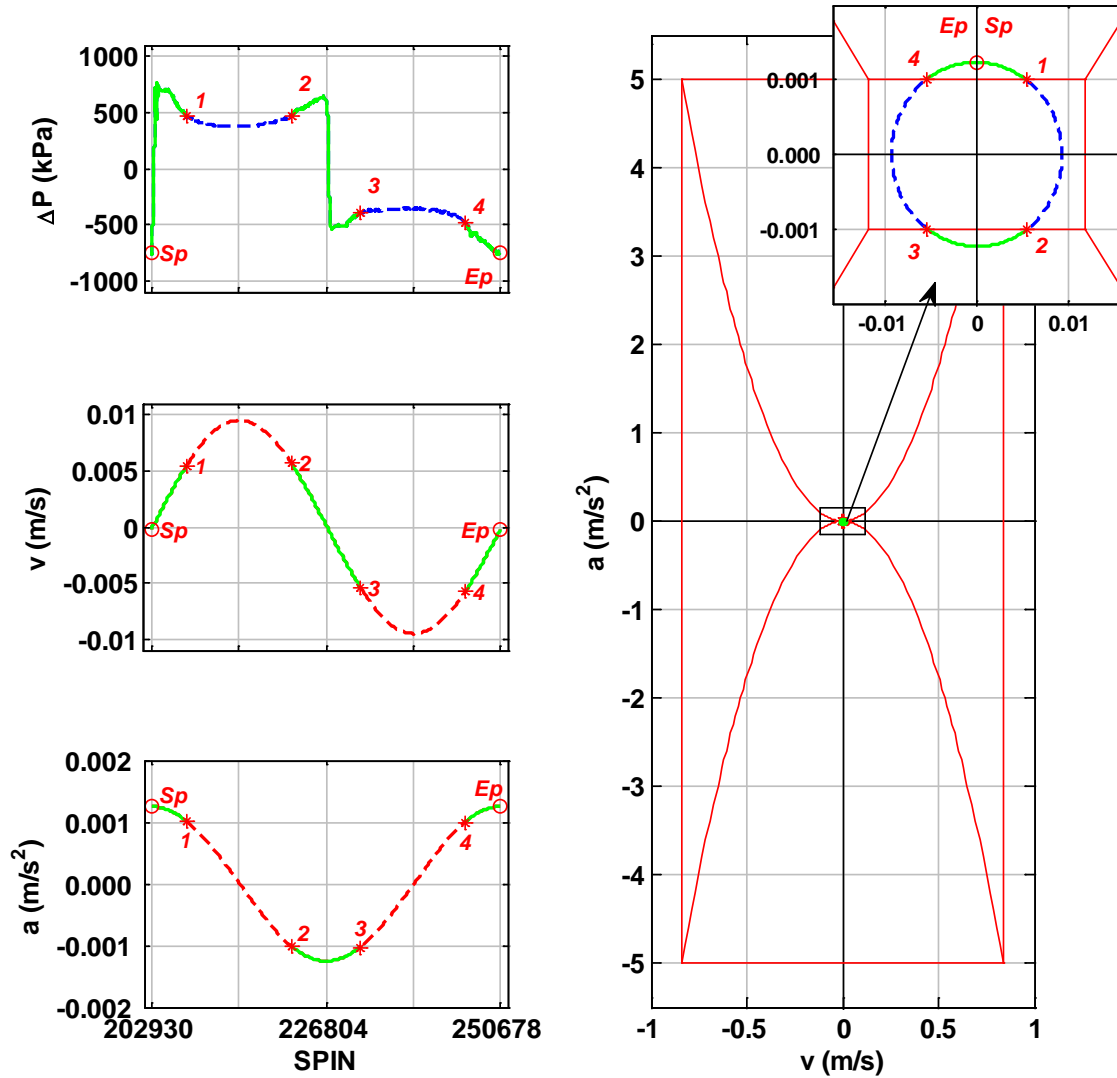 1000
500
0
-500
-1000
ΔP (kPa)
1
2
3
4
Sp
Ep
0.01
0.005
0
-0.005
-0.01
v (m/s)
Sp
1
2
3
4
Ep
0.002
0.001
0.000
-0.001
-0.002
a (m/s²)
Sp
1
2
3
4
Ep
202930 226804 250678
SPIN
5
4
3
2
1
0
-1
-2
-3
-4
-5
a (m/s²)
-1 -0.5 0 0.5 1
v (m/s)
Ep Sp
4 1
3 2
0.001
0.000
-0.001
-0.01 0 0.01